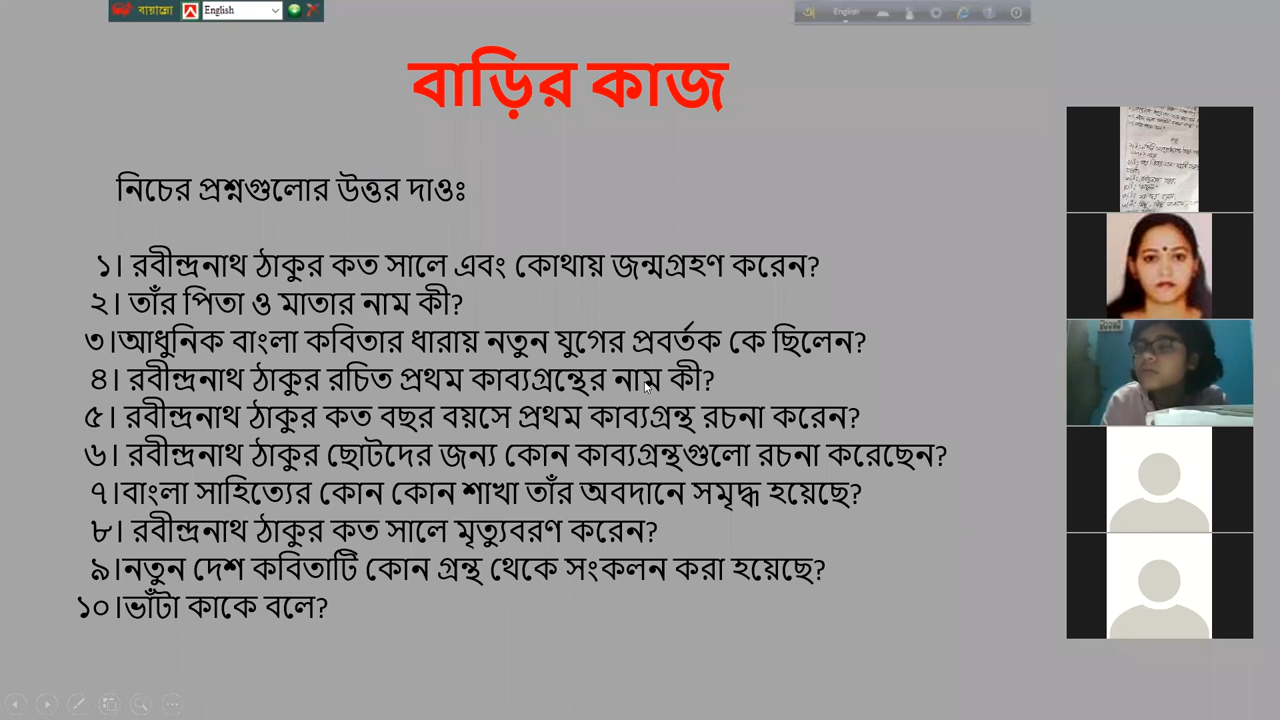 বায়ান্নো
English
অ English
বাড়ির কাজ
নিচের প্রশ্নগুলোর উত্তর দাওঃ
১। রবীন্দ্রনাথ ঠাকুর কত সালে এবং কোথায় জন্মগ্রহণ করেন?
২। তাঁর পিতা ও মাতার নাম কী?
৩।আধুনিক বাংলা কবিতার ধারায় নতুন যুগের প্রবর্তক কে ছিলেন?
৪। রবীন্দ্রনাথ ঠাকুর রচিত প্রথম কাব্যগ্রন্থের নাম কী?
৫। রবীন্দ্রনাথ ঠাকুর কত বছর বয়সে প্রথম কাব্যগ্রন্থ রচনা করেন?
৬। রবীন্দ্রনাথ ঠাকুর ছোটদের জন্য কোন কাব্যগ্রন্থগুলো রচনা করেছেন?
৭।বাংলা সাহিত্যের কোন কোন শাখা তাঁর অবদানে সমৃদ্ধ হয়েছে?
৮। রবীন্দ্রনাথ ঠাকুর কত সালে মৃত্যুবরণ করেন?
৯।নতুন দেশ কবিতাটি কোন গ্রন্থ থেকে সংকলন করা হয়েছে?
১০।ভাঁটা কাকে বলে?